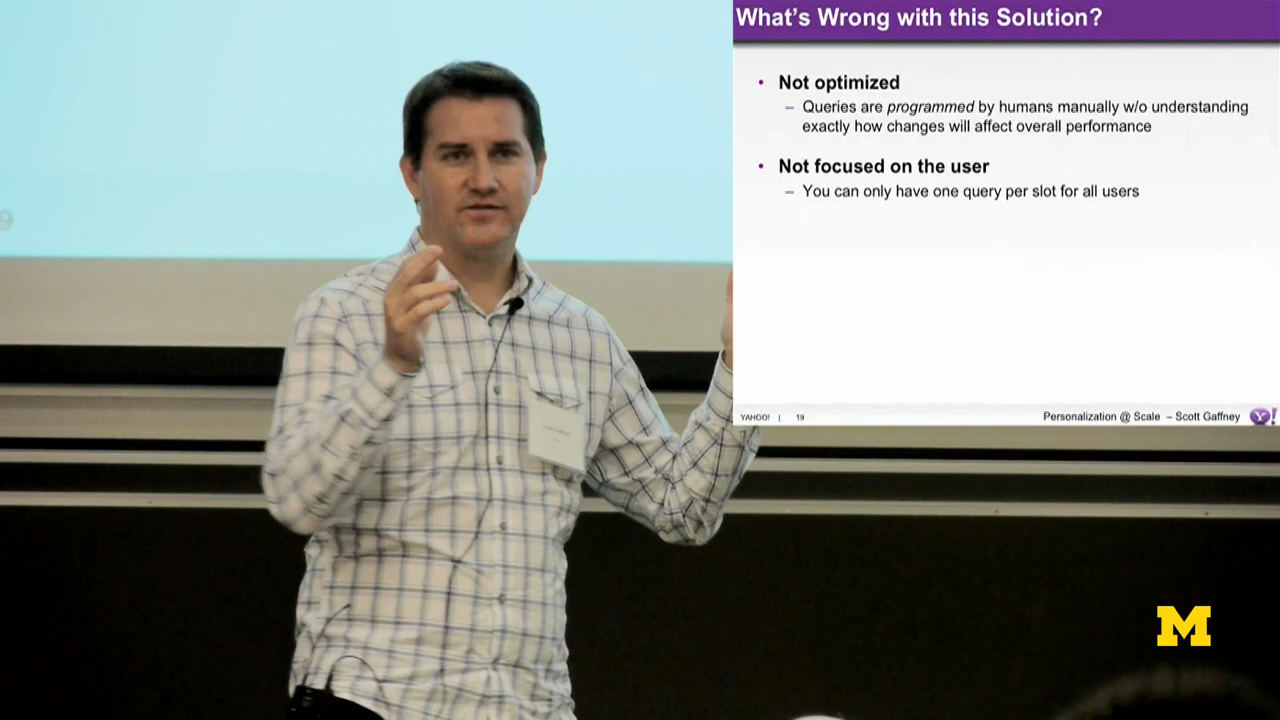 What's Wrong with this Solution?
• Not optimized
– Queries are programmed by humans manually w/o understanding
exactly how changes will affect overall performance
• Not focused on the user
– You can only have one query per slot for all users
YAHOO! | 19
Personalization @ Scale – Scott Gaffney
Y!
9
M